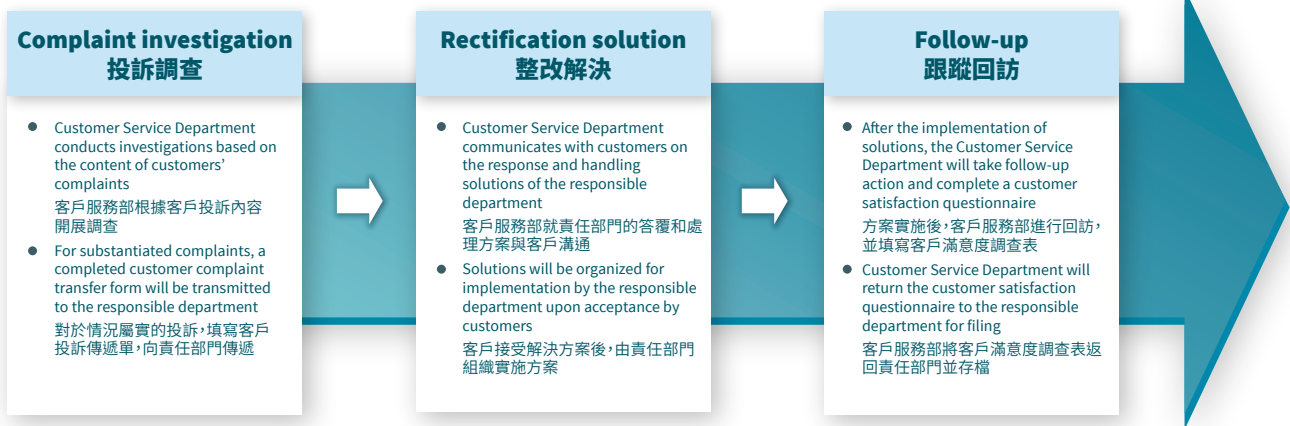 Complaint investigation
投訴調查
● Customer Service Department
conducts investigations based on
the content of customers’
complaints
客戶服務部根據客戶投訴內容
開展調查
● For substantiated complaints, a
completed customer complaint
transfer form will be transmitted
to the responsible department
對於情況屬實的投訴，填寫客戶
投訴傳遞單，向責任部門傳遞
Rectification solution
整改解決
● Customer Service Department
communicates with customers on
the response and handling
solutions of the responsible
department
客戶服務部就責任部門的答覆和處
理方案與客戶溝通
● Solutions will be organized for
implementation by the responsible
department upon acceptance by
customers
客戶接受解決方案後，由責任部門
組織實施方案
Follow-up
跟蹤回訪
● After the implementation of
solutions, the Customer Service
Department will take follow-up
action and complete a customer
satisfaction questionnaire
方案實施後，客戶服務部進行回訪，
並填寫客戶滿意度調查表
● Customer Service Department will
return the customer satisfaction
questionnaire to the responsible
department for filing
客戶服務部將客戶滿意度調查表返
回責任部門並存檔